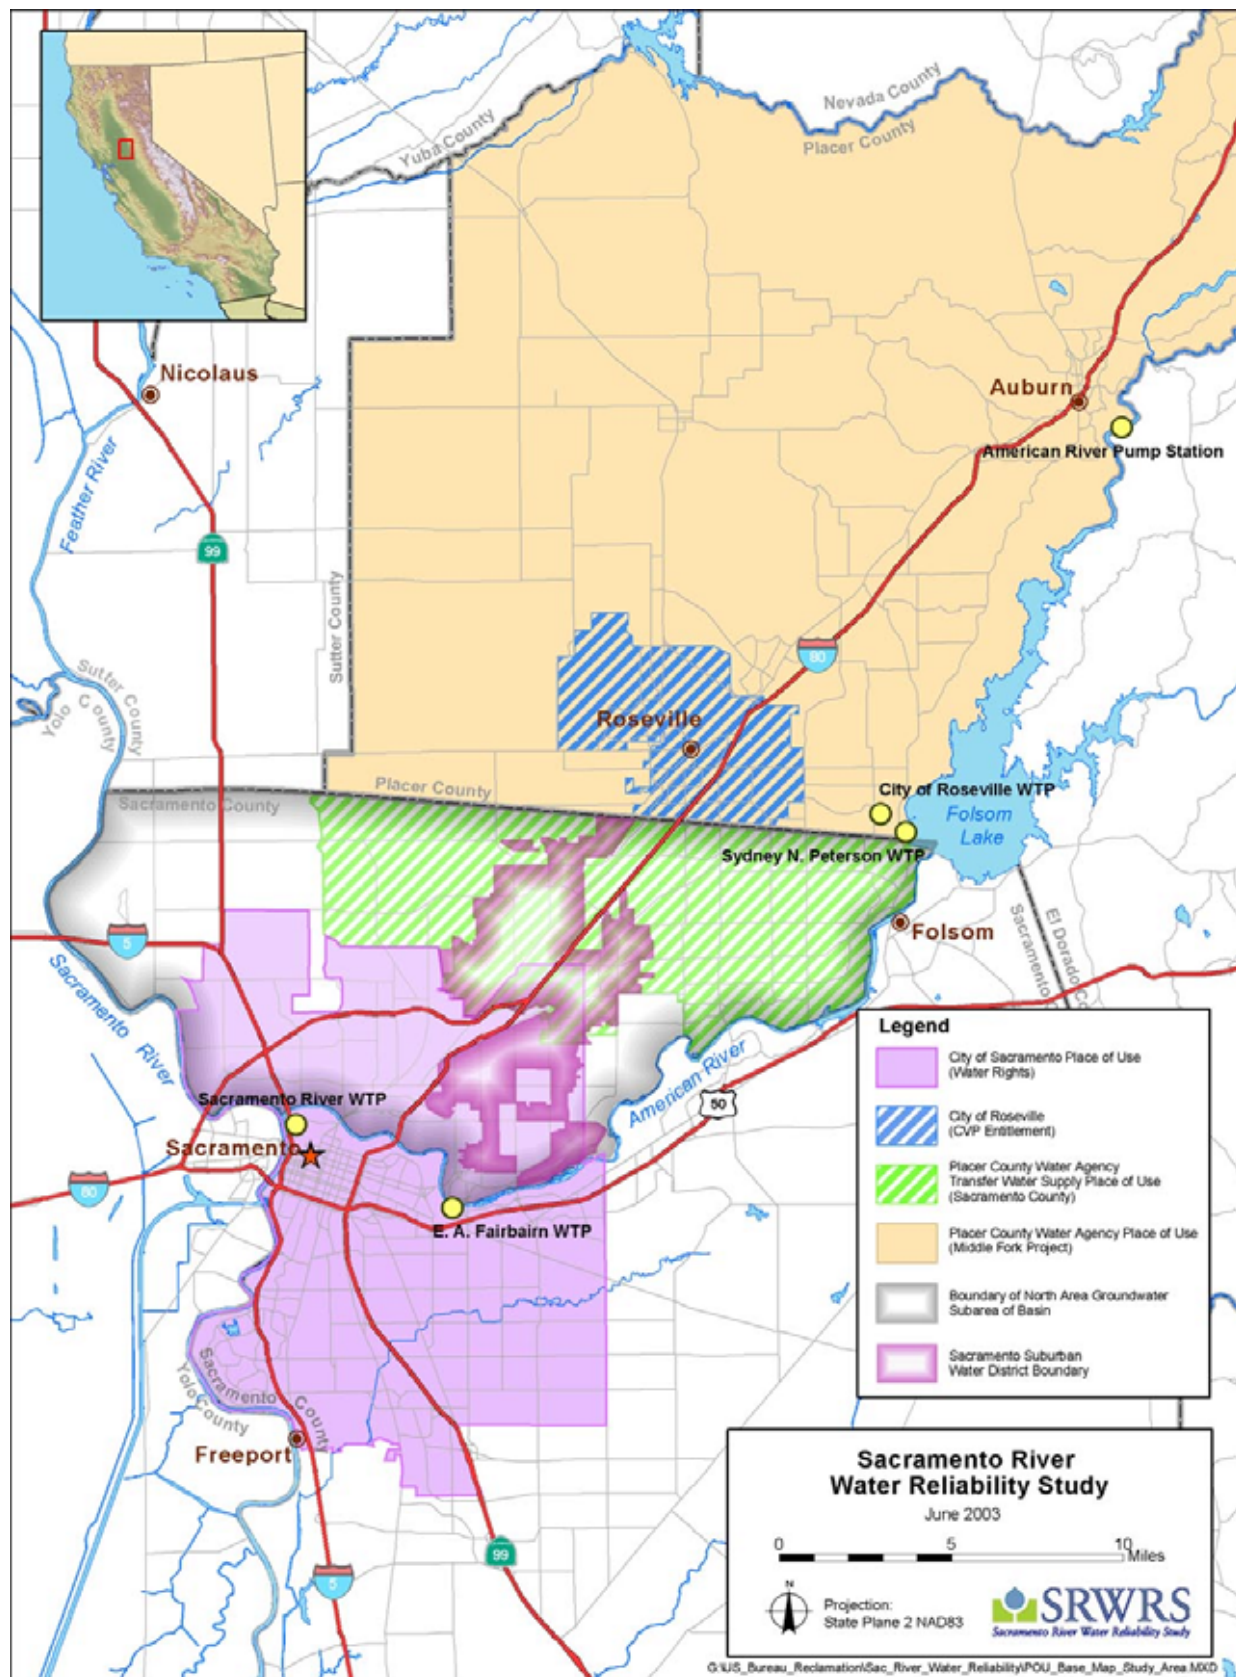 Nevada County
Placer County
Yuba County
Nicolaus
Auburn
American River Pump Station
Feather River
99
Sutter County
80
Sutter County
Yolo County
Roseville
Placer County
Sacramento County
City of Roseville WTP
Folsom
Lake
Sydney N. Peterson WTP
Folsom
5
El Dorado Co
Sacramento Co
Sacramento River
American River
50
Sacramento River WTP
Sacramento
80
E. A. Fairbairn WTP
Sacramento County
Yolo County
Freeport
99
5
Legend
City of Sacramento Place of Use
(Water Rights)
City of Roseville
(CVP Entitlement)
Placer County Water Agency
Transfer Water Supply Place of Use
(Sacramento County)
Placer County Water Agency Place of Use
(Middle Fork Project)
Boundary of North Area Groundwater
Subarea of Basin
Sacramento Suburban
Water District Boundary
Sacramento River
Water Reliability Study
June 2003
0 5 10
Miles
N
Projection:
State Plane 2 NAD83
SRWRS
Sacramento River Water Reliability Study
G:\US_Bureau_Reclamation\Sac_River_Water_Reliability\POU_Base_Map_Study_Area.MXD